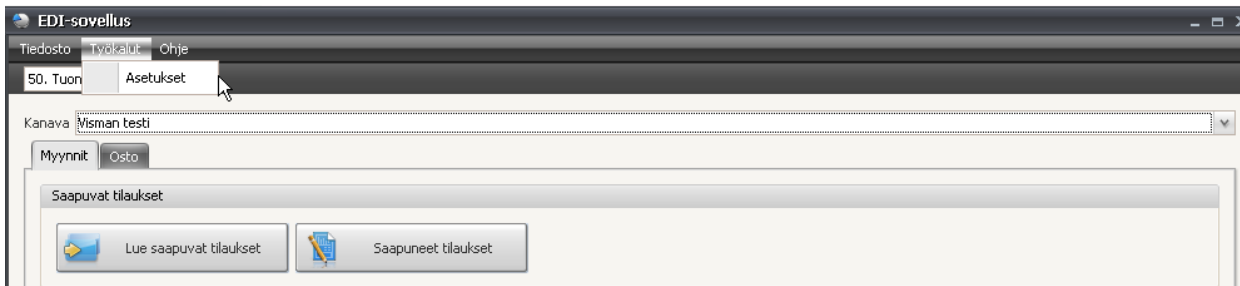 EDI-sovellus
Tiedosto Työkalut Ohje
50. Tuon Asetukset
Kanava Visman testi
Myynnit Osto
Saapuvat tilaukset
Lue saapuvat tilaukset Saapuneet tilaukset